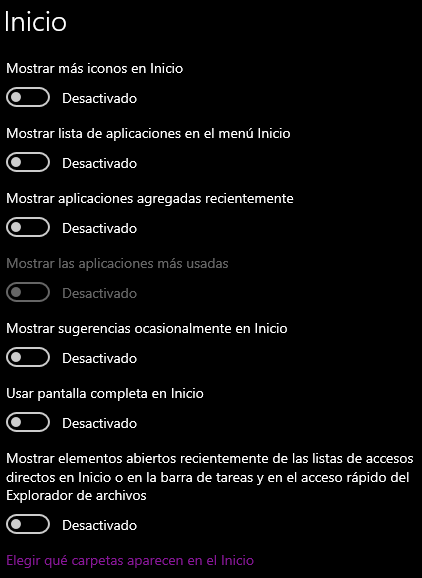 Inicio
Mostrar más iconos en Inicio
Desactivado
Mostrar lista de aplicaciones en el menú Inicio
Desactivado
Mostrar aplicaciones agregadas recientemente
Desactivado
Mostrar las aplicaciones más usadas
Desactivado
Mostrar sugerencias ocasionalmente en Inicio
Desactivado
Usar pantalla completa en Inicio
Desactivado
Mostrar elementos abiertos recientemente de las listas de accesos
directos en Inicio o en la barra de tareas y en el acceso rápido del
Explorador de archivos
Desactivado
Elegir qué carpetas aparecen en el Inicio